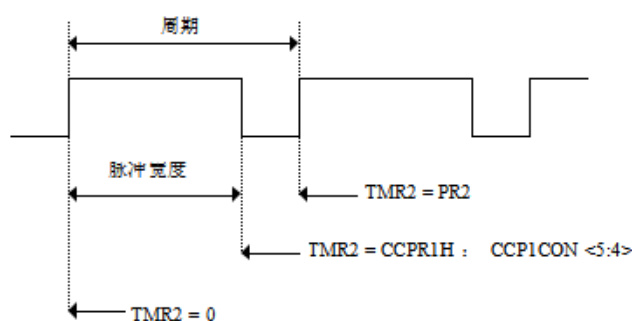 周期
脉冲宽度
TMR2 = PR2
TMR2 = CCPR1H ： CCP1CON <5:4>
TMR2 = 0